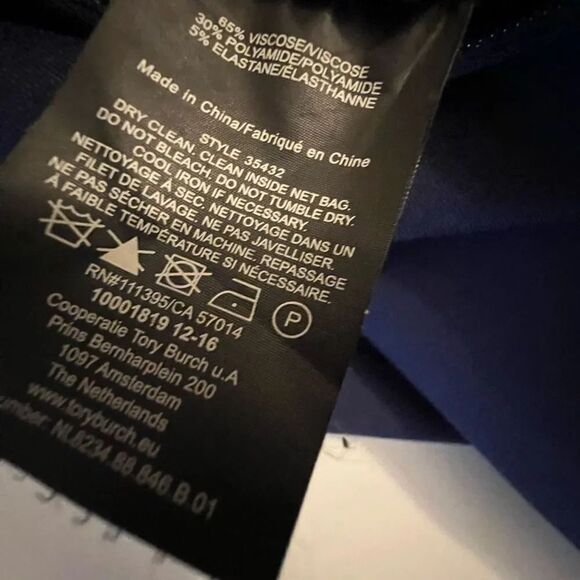 65% VISCOSE/VISCOSE
30% POLYAMIDE/POLYAMIDE
5% ELASTANE/ÉLASTHANNE
Made in China/Fabriqué en Chine
STYLE 35432
DRY CLEAN. CLEAN INSIDE NET BAG.
DO NOT BLEACH. DO NOT TUMBLE DRY.
COOL IRON IF NECESSARY.
NETTOYAGE À SEC. NETTOYAGE DANS UN
FILET DE LAVAGE. NE PAS JAVELLISER.
NE PAS SÉCHER EN MACHINE. REPASSAGE
À FAIBLE TEMPÉRATURE SI NÉCESSAIRE.
P
RN#111395/CA 57014
10001819 12-16
Cooperatie Tory Burch u.A
Prins Bernharplein 200
1097 Amsterdam
The Netherlands
www.toryburch.eu
number: NL8234.88.846.B.01